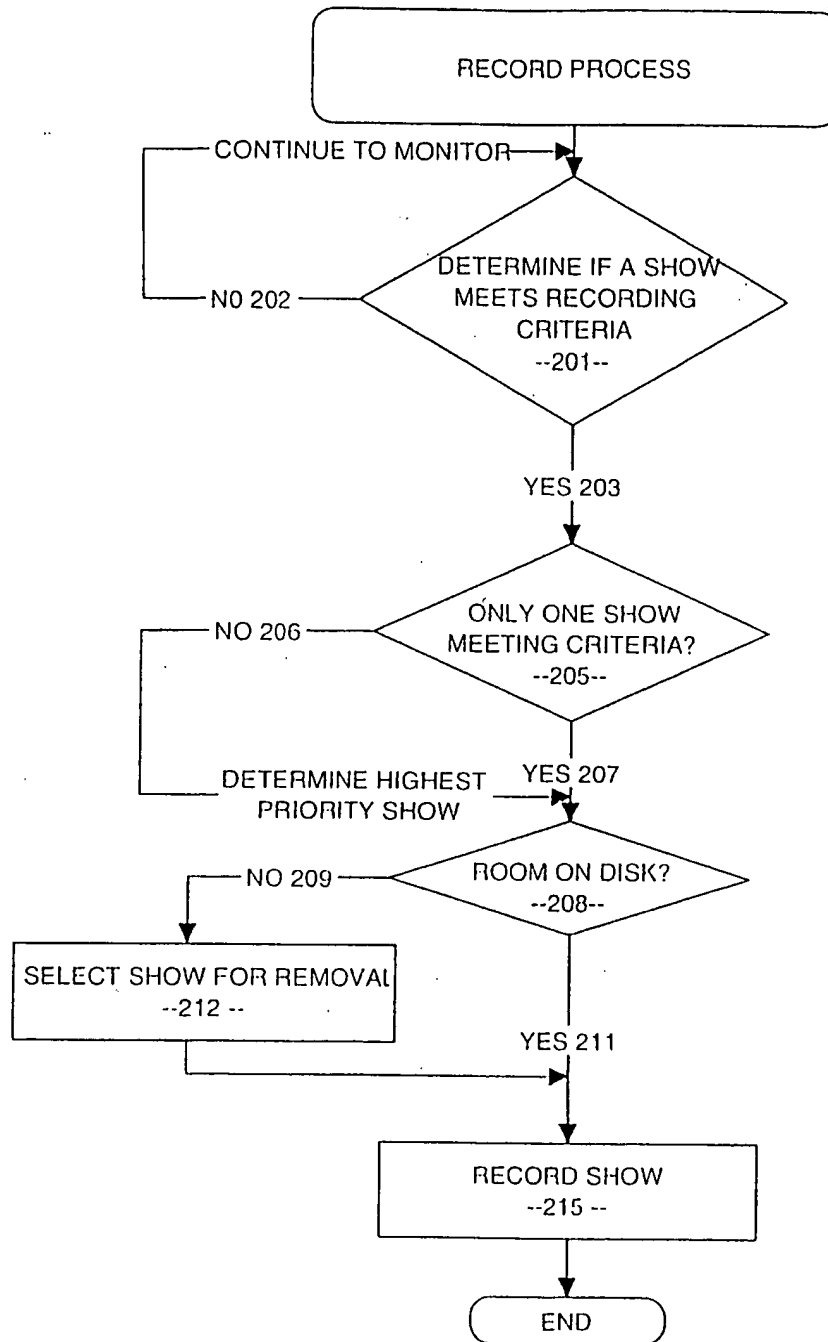 RECORD PROCESS
CONTINUE TO MONITOR
DETERMINE IF A SHOW
MEETS RECORDING
CRITERIA
--201--
N0 202
YES 203
ONLY ONE SHOW
MEETING CRITERIA?
--205--
NO 206
YES 207
DETERMINE HIGHEST
PRIORITY SHOW
ROOM ON DISK?
--208--
NO 209
SELECT SHOW FOR REMOVAL
--212 --
YES 211
RECORD SHOW
--215 --
END